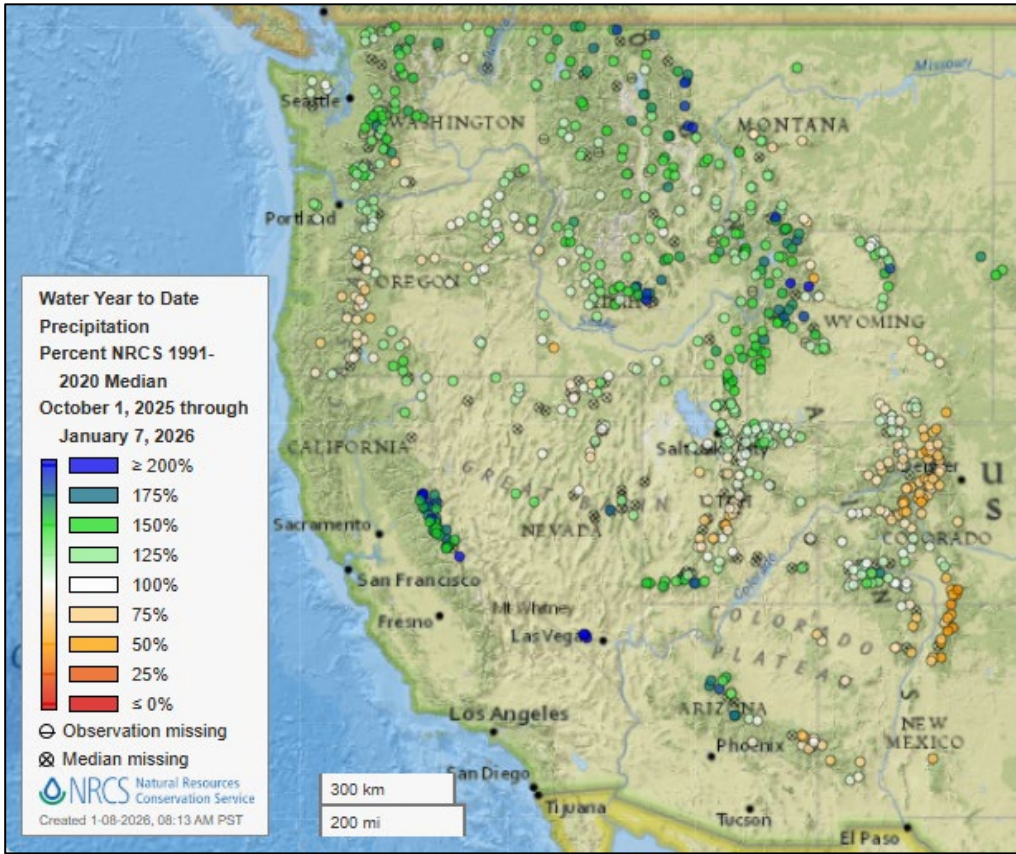 Missouri
Seattle
WASHINGTON
MONTANA
Portland
OREGON
WYOMING
Snake
CALIFORNIA
Salt Lake City
GREAT BASIN
Denver
US
UTAH
NEVADA
COLORADO
Sacramento
San Francisco
Colorado
Mt Whitney
Fresno
Las Vegas
COLORADO
PLATEAU
ARIZONA
Los Angeles
Phoenix
NEW
MEXICO
San Diego
Tijuana
Tucson
El Paso
Water Year to Date
Precipitation
Percent NRCS 1991-
2020 Median
October 1, 2025 through
January 7, 2026
≥ 200%
175%
150%
125%
100%
75%
50%
25%
≤ 0%
Observation missing
Median missing
NRCS Natural Resources
Conservation Service
Created 1-08-2026, 08:13 AM PST
300 km
200 mi